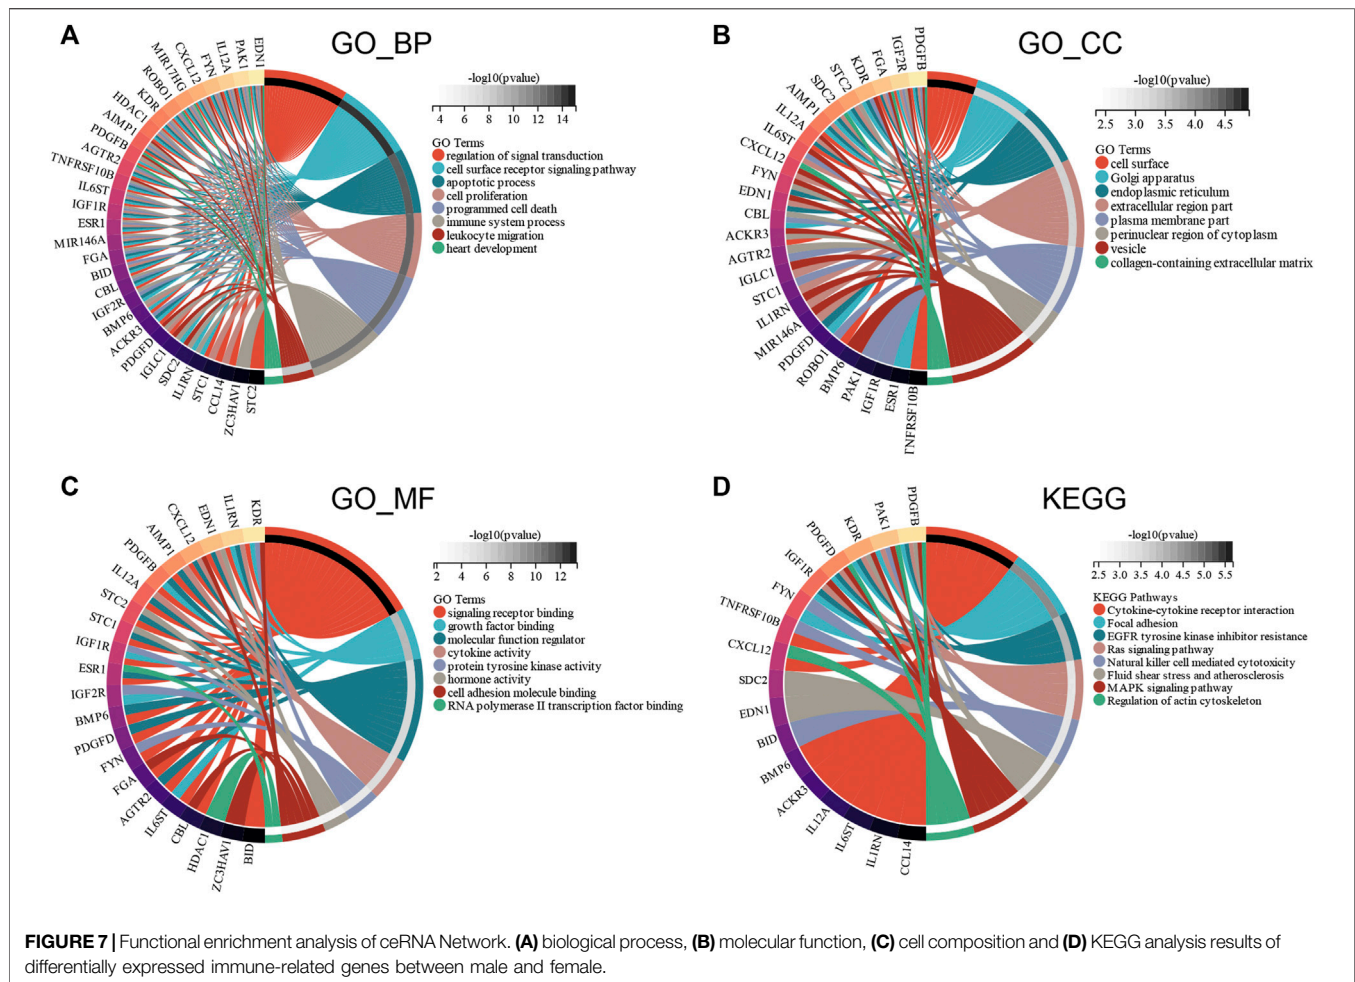 A
GO_BP
EDN1
PAK1
IL12A
FYN
CXCL12
MIR17HG
ROBO1
KDR
HDAC1
AIMP1
PDGFB
AGTR2
TNFRSF10B
IL6ST
IGF1R
ESR1
MIR146A
FGA
BID
CBL
IGF2R
BMP6
ACKR3
PDGFD
IGLC1
SDC2
IL1RN
STC1
CCL14
ZC3HAV1
STC2
-log10(pvalue)
4 6 8 10 12 14
GO Terms
regulation of signal transduction
cell surface receptor signaling pathway
apoptotic process
cell proliferation
programmed cell death
immune system process
leukocyte migration
heart development
B
GO_CC
PDGFB
IGF2R
FGA
KDR
STC2
SDC2
AIMP1
IL12A
IL6ST
CXCL12
FYN
EDN1
CBL
ACKR3
AGTR2
IGLC1
STC1
IL1RN
MIR146A
PDGFD
ROBO1
BMP6
PAK1
IGF1R
ESR1
TNFRSF10B
-log10(pvalue)
2.5 3.0 3.5 4.0 4.5
GO Terms
cell surface
Golgi apparatus
endoplasmic reticulum
extracellular region part
plasma membrane part
perinuclear region of cytoplasm
vesicle
collagen-containing extracellular matrix
C
GO_MF
KDR
IL1RN
EDN1
CXCL12
AIMP1
PDGFB
IL12A
STC2
STC1
IGF1R
ESR1
IGF2R
BMP6
PDGFD
FYN
FGA
AGTR2
IL6ST
CBL
HDAC1
ZC3HAV1
BID
-log10(pvalue)
2 4 6 8 10 12
GO Terms
signaling receptor binding
growth factor binding
molecular function regulator
cytokine activity
protein tyrosine kinase activity
hormone activity
cell adhesion molecule binding
RNA polymerase II transcription factor binding
D
KEGG
PDGFB
PAK1
KDR
PDGFD
IGF1R
FYN
TNFRSF10B
CXCL12
SDC2
EDN1
BID
BMP6
ACKR3
IL12A
IL6ST
IL1RN
CCL14
-log10(pvalue)
2.5 3.0 3.5 4.0 4.5 5.0 5.5
KEGG Pathways
Cytokine-cytokine receptor interaction
Focal adhesion
EGFR tyrosine kinase inhibitor resistance
Ras signaling pathway
Natural killer cell mediated cytotoxicity
Fluid shear stress and atherosclerosis
MAPK signaling pathway
Regulation of actin cytoskeleton
FIGURE 7 | Functional enrichment analysis of ceRNA Network. (A) biological process, (B) molecular function, (C) cell composition and (D) KEGG analysis results of
differentially expressed immune-related genes between male and female.